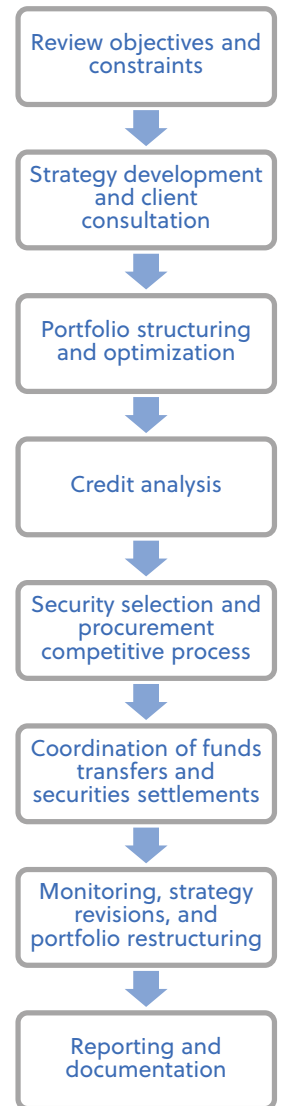 Review objectives and
constraints
Strategy development
and client
consultation
Portfolio structuring
and optimization
Credit analysis
Security selection and
procurement
competitive process
Coordination of funds
transfers and
securities settlements
Monitoring, strategy
revisions, and
portfolio restructuring
Reporting and
documentation